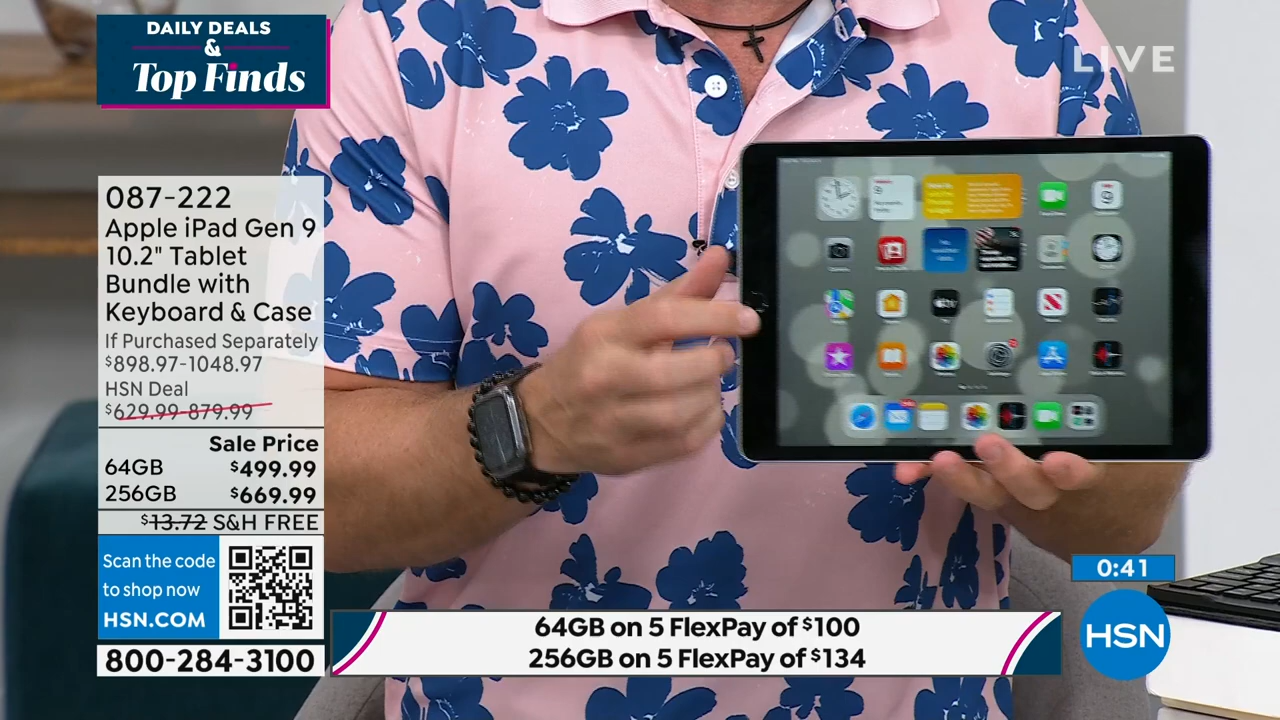 DAILY DEALS
&
Top Finds
LIVE
087-222
Apple iPad Gen 9
10.2" Tablet
Bundle with
Keyboard & Case
If Purchased Separately
$898.97-1048.97
HSN Deal
$629.99-879.99
Sale Price
64GB $499.99
256GB $669.99
$13.72 S&H FREE
Scan the code
to shop now
HSN.COM
800-284-3100
64GB on 5 FlexPay of $100
256GB on 5 FlexPay of $134
0:41
HSN